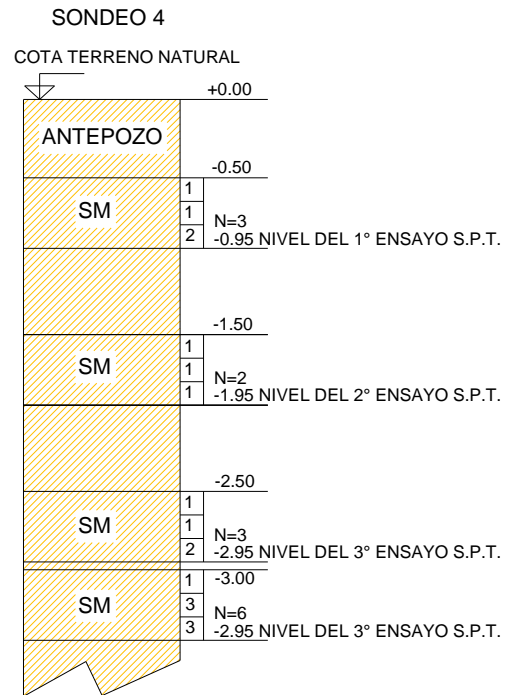 SONDEO 4
COTA TERRENO NATURAL
+0.00
ANTEPOZO
-0.50
SM
1
1
2
N=3
-0.95 NIVEL DEL 1° ENSAYO S.P.T.
-1.50
SM
1
1
1
N=2
-1.95 NIVEL DEL 2° ENSAYO S.P.T.
-2.50
SM
1
1
2
N=3
-2.95 NIVEL DEL 3° ENSAYO S.P.T.
-3.00
SM
1
3
3
N=6
-2.95 NIVEL DEL 3° ENSAYO S.P.T.